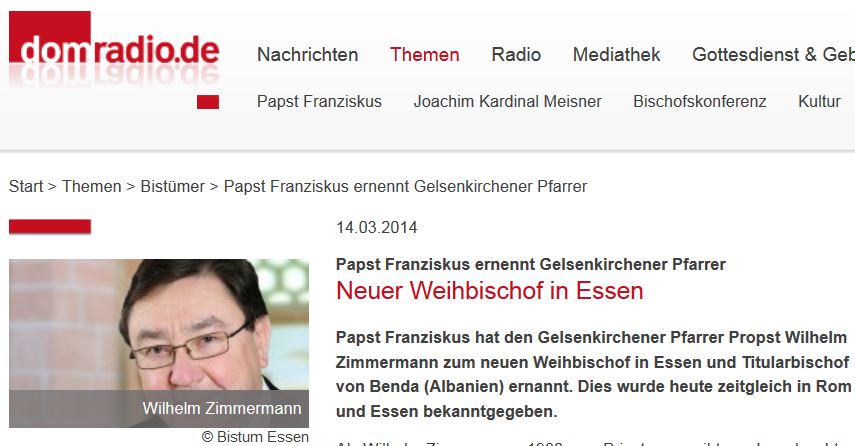 domradio.de
Nachrichten Themen Radio Mediathek Gottesdienst & Geb
Papst Franziskus Joachim Kardinal Meisner Bischofskonferenz Kultur
Start > Themen > Bistümer > Papst Franziskus ernennt Gelsenkirchener Pfarrer
14.03.2014
Papst Franziskus ernennt Gelsenkirchener Pfarrer
Neuer Weihbischof in Essen
Papst Franziskus hat den Gelsenkirchener Pfarrer Propst Wilhelm
Zimmermann zum neuen Weihbischof in Essen und Titularbischof
von Benda (Albanien) ernannt. Dies wurde heute zeitgleich in Rom
und Essen bekanntgegeben.
Wilhelm Zimmermann
© Bistum Essen